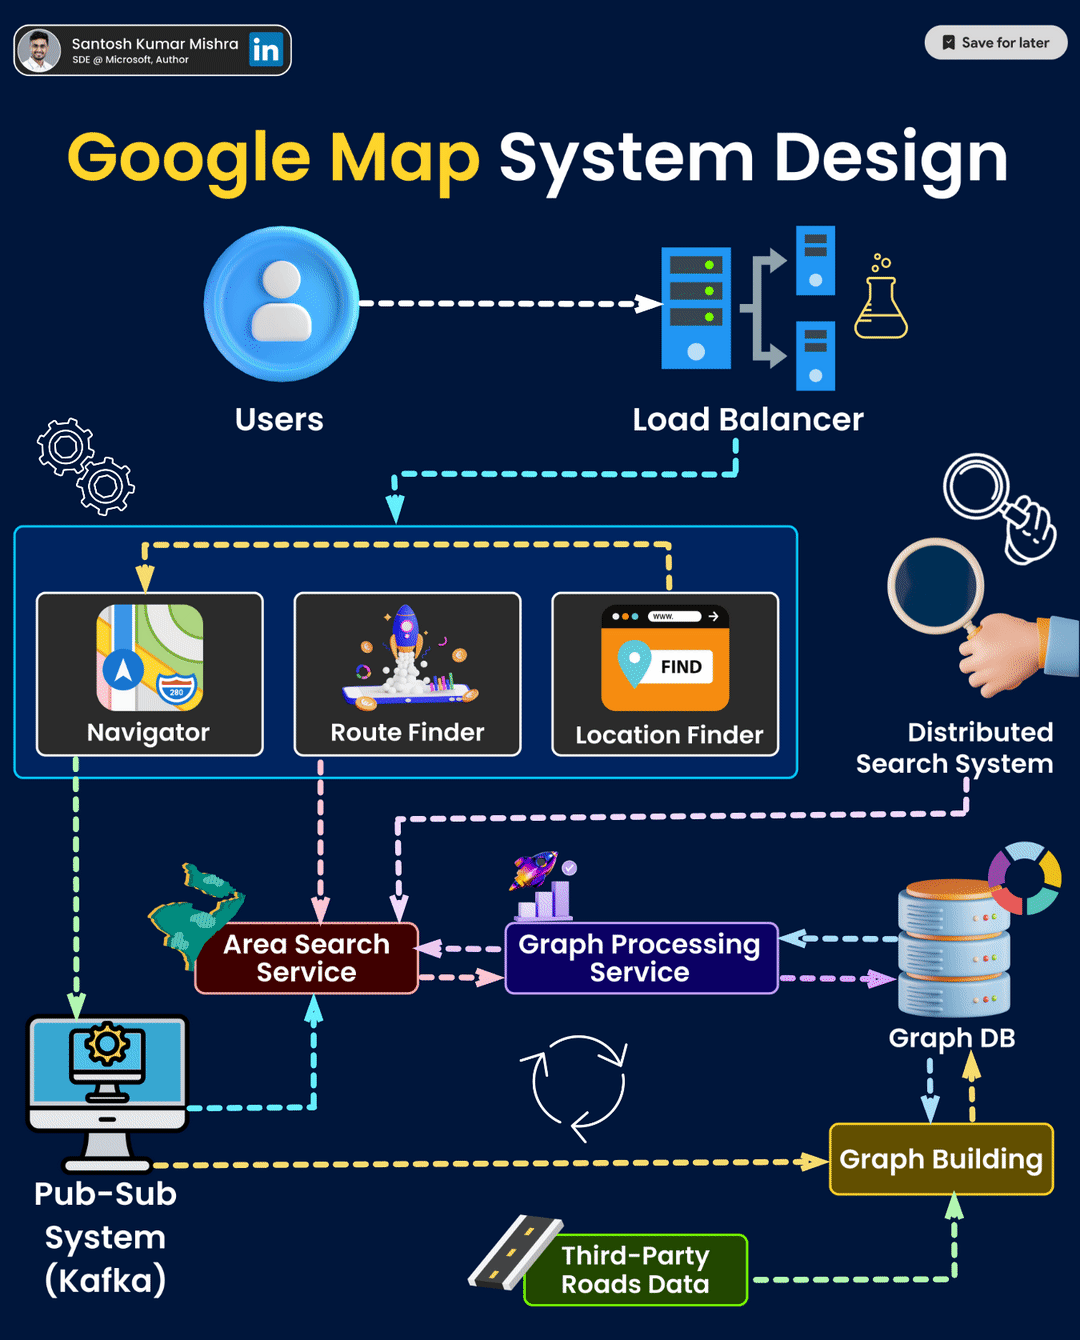 Santosh Kumar Mishra
SDE @ Microsoft, Author
in
Save for later
Google Map System Design
Users
Load Balancer
280
Navigator
Route Finder
www.
FIND
Location Finder
Distributed
Search System
Area Search
Service
Graph Processing
Service
Graph DB
Graph Building
Pub-Sub
System
(Kafka)
Third-Party
Roads Data